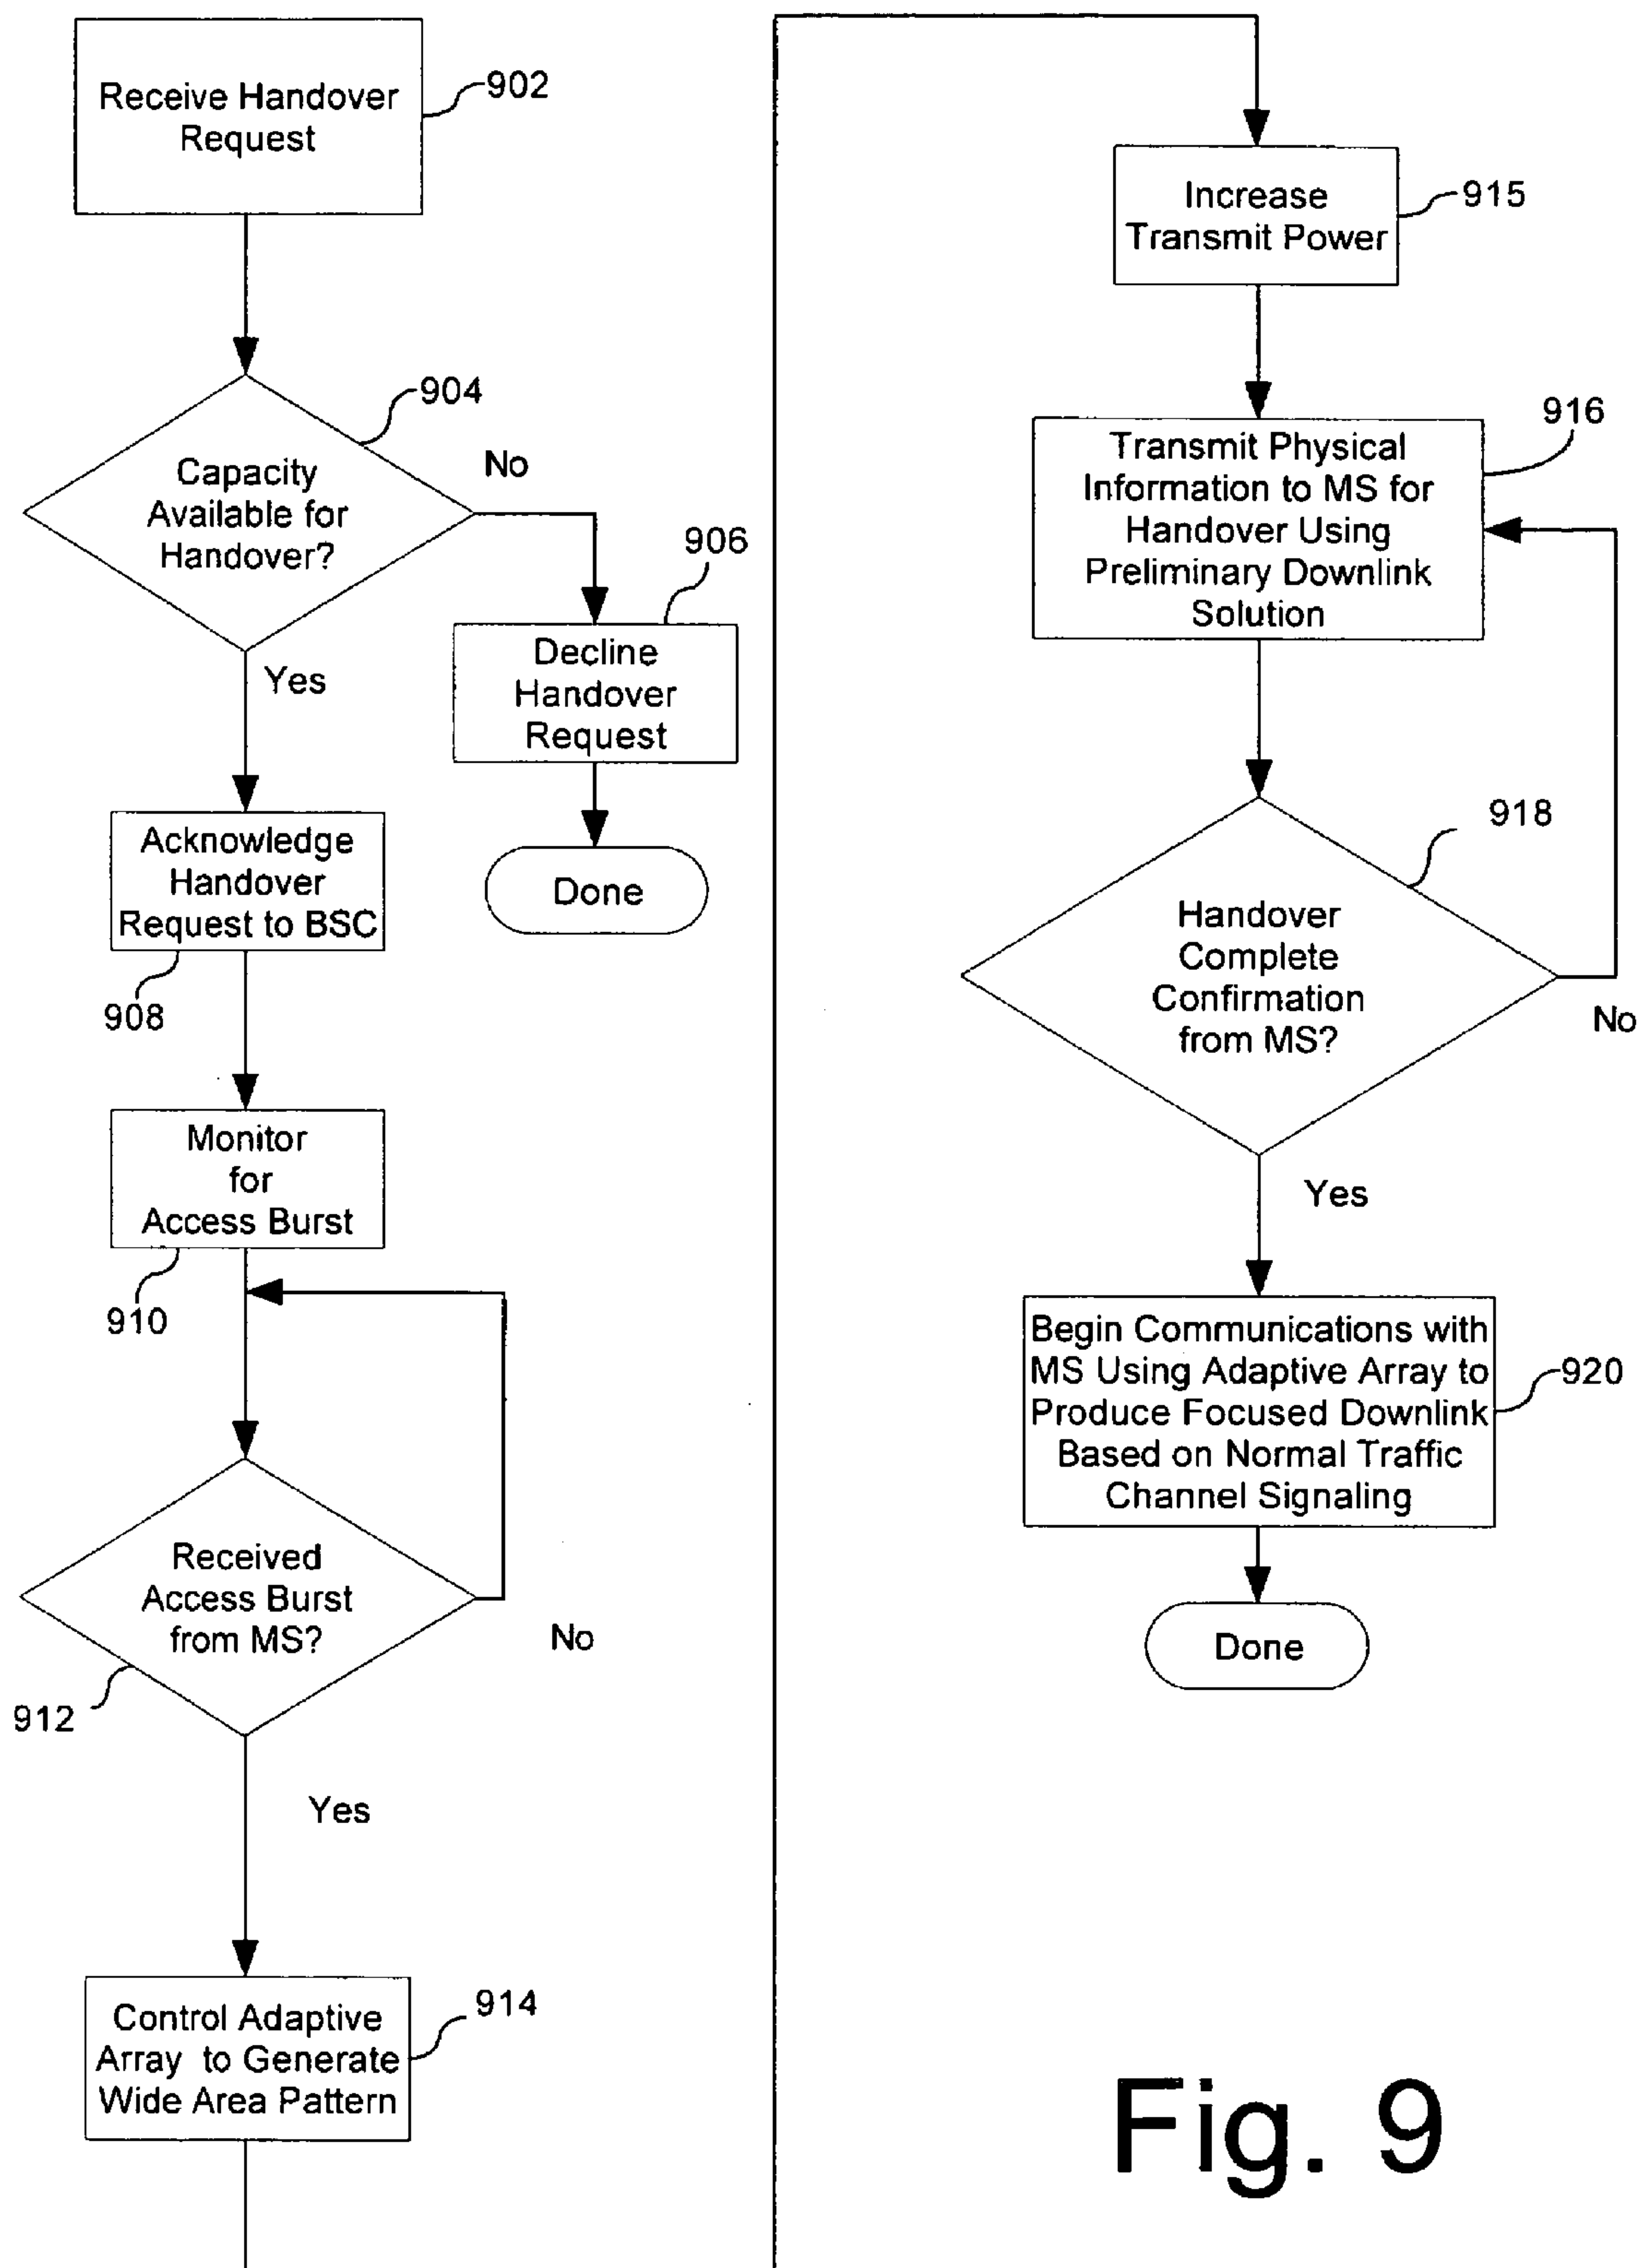 Receive Handover
Request
902
904
Capacity
Available for
Handover?
No
906
Decline
Handover
Request
Done
Yes
Acknowledge
Handover
Request to BSC
908
Monitor
for
Access Burst
910
Received
Access Burst
from MS?
No
912
Yes
Control Adaptive
Array to Generate
Wide Area Pattern
914
Increase
Transmit Power
915
916
Transmit Physical
Information to MS for
Handover Using
Preliminary Downlink
Solution
918
Handover
Complete
Confirmation
from MS?
No
Yes
Begin Communications with
MS Using Adaptive Array to
Produce Focused Downlink
Based on Normal Traffic
Channel Signaling
920
Done
Fig. 9